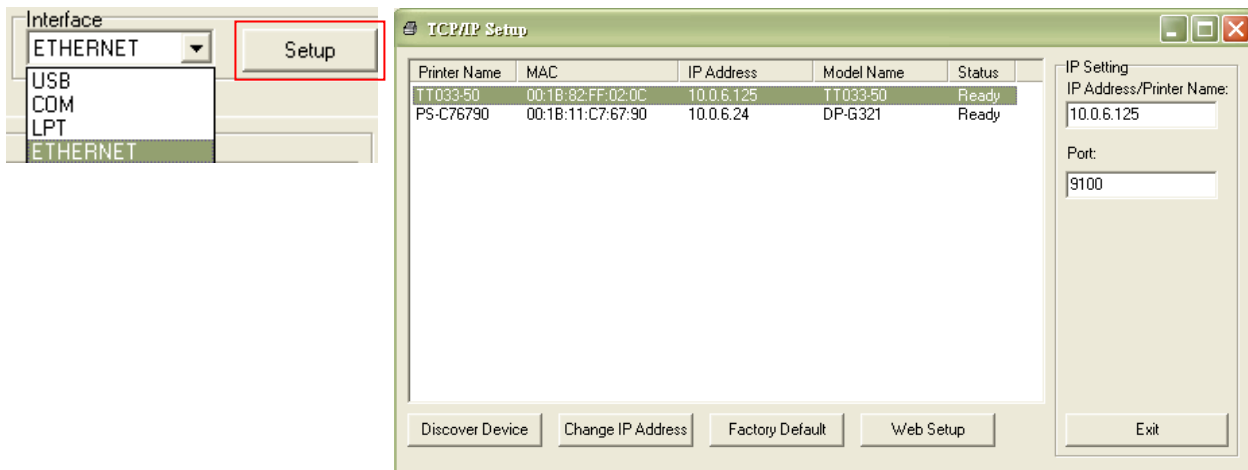 Interface
ETHERNET
Setup
USB
COM
LPT
ETHERNET
TCP/IP Setup
Printer Name MAC IP Address Model Name Status
TT033-50 00:1B:82:FF:02:0C 10.0.6.125 TT033-50 Ready
PS-C76790 00:1B:11:C7:67:90 10.0.6.24 DP-G321 Ready
IP Setting
IP Address/Printer Name:
10.0.6.125
Port:
9100
Discover Device Change IP Address Factory Default Web Setup Exit